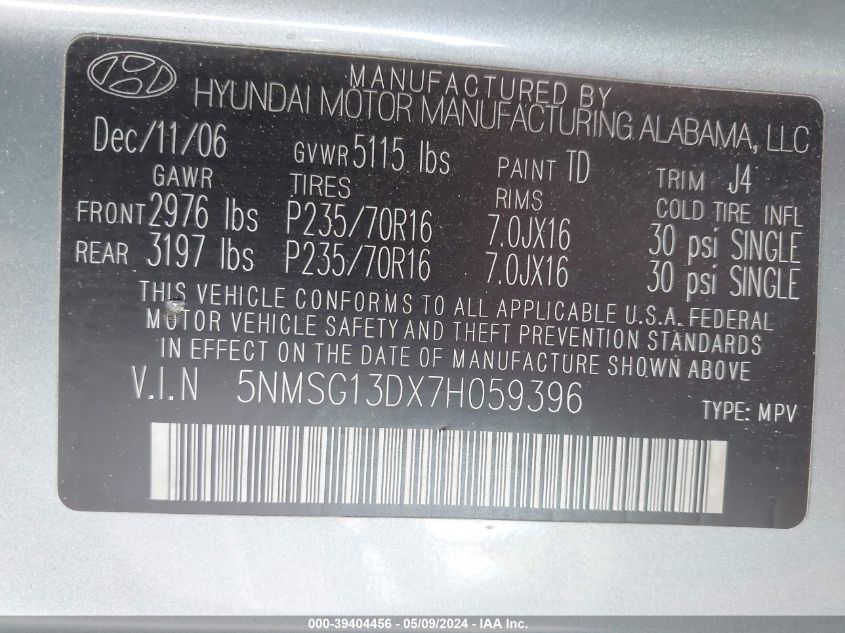 MANUFACTURED BY
HYUNDAI MOTOR MANUFACTURING ALABAMA, LLC
Dec/11/06 GVWR 5115 lbs PAINT TD TRIM J4
GAWR TIRES RIMS COLD TIRE INFL
FRONT 2976 lbs P235/70R16 7.0JX16 30 psi SINGLE
REAR 3197 lbs P235/70R16 7.0JX16 30 psi SINGLE
THIS VEHICLE CONFORMS TO ALL APPLICABLE U.S.A. FEDERAL
MOTOR VEHICLE SAFETY AND THEFT PREVENTION STANDARDS
IN EFFECT ON THE DATE OF MANUFACTURE SHOWN ABOVE.
V.I.N 5NMSG13DX7H059396 TYPE: MPV
000-39404456 - 05/09/2024 - IAA Inc.